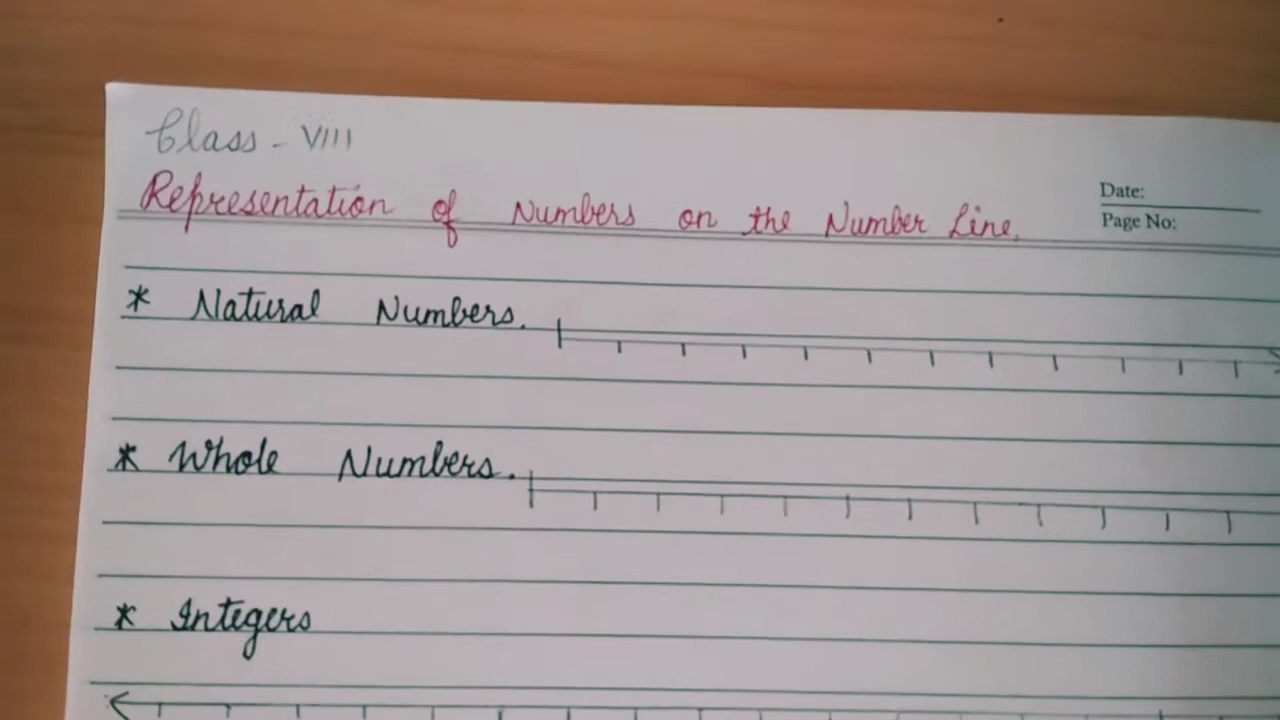 Class - VIII
Representation of Numbers on the Number Line.
Date:
Page No:
* Natural Numbers.
* Whole Numbers.
* Integers